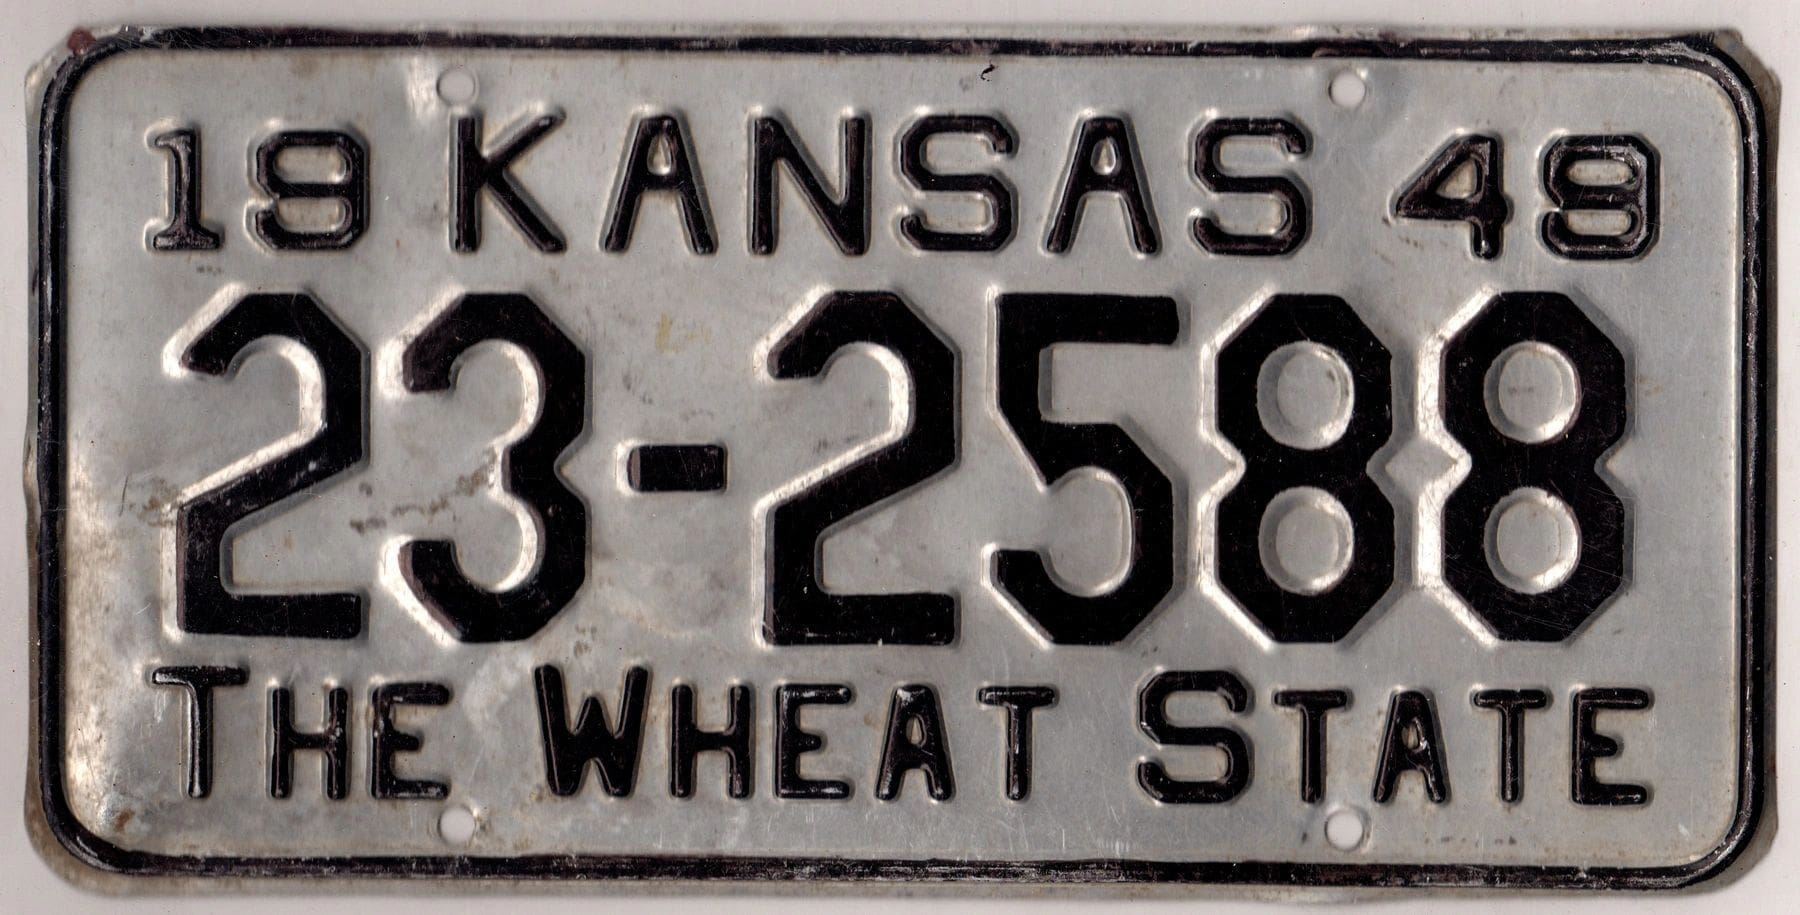 19 KANSAS 49
23-2588
THE WHEAT STATE